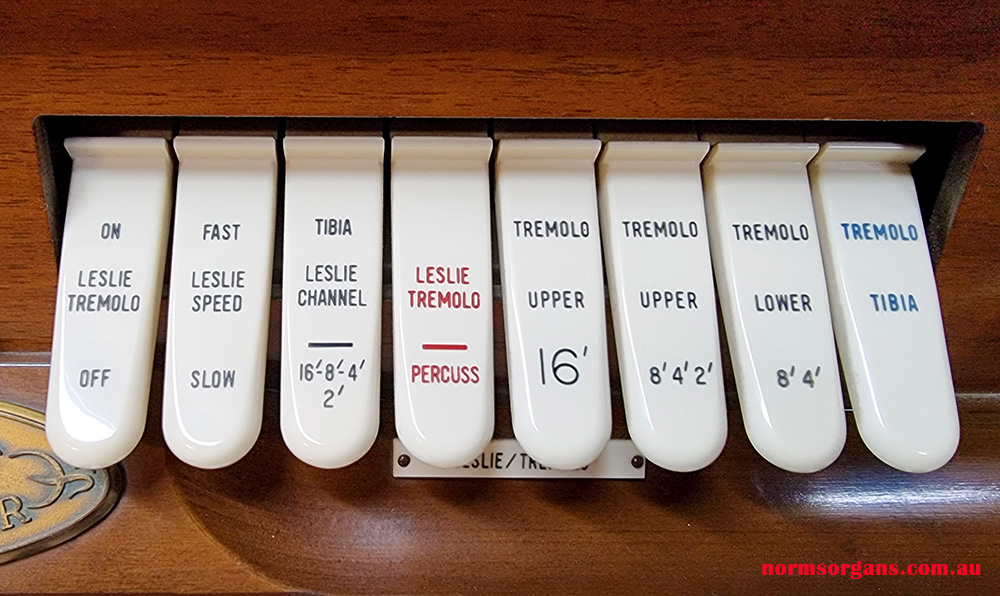 ON
LESLIE
TREMOLO
OFF
FAST
LESLIE
SPEED
SLOW
TIBIA
LESLIE
CHANNEL
16′-8′-4′
2′
LESLIE
TREMOLO
PERCUSS
TREMOLO
UPPER
16′
TREMOLO
UPPER
8′ 4′ 2′
TREMOLO
LOWER
8′ 4′
TREMOLO
TIBIA
R
normsorgans.com.au